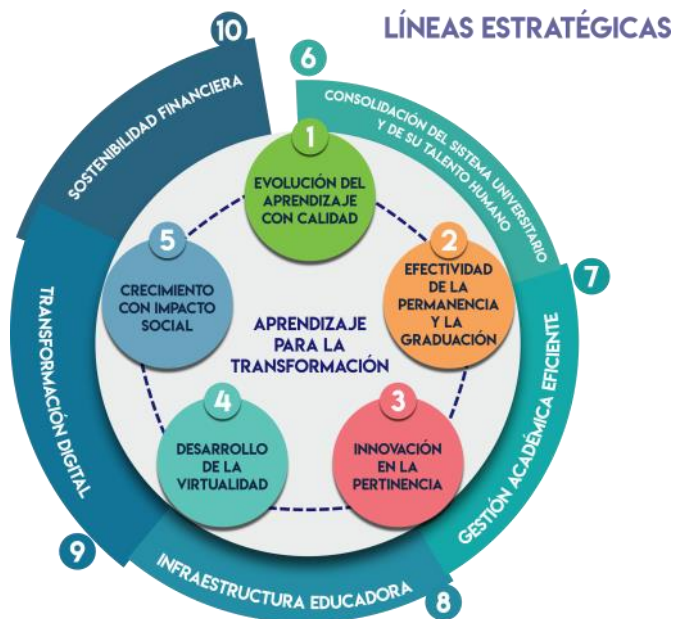 LÍNEAS ESTRATÉGICAS
1
EVOLUCIÓN DEL
APRENDIZAJE
CON CALIDAD
2
EFECTIVIDAD
DE LA
PERMANENCIA
Y LA
GRADUACIÓN
3
INNOVACIÓN
EN LA
PERTINENCIA
4
DESARROLLO
DE LA
VIRTUALIDAD
5
CRECIMIENTO
CON IMPACTO
SOCIAL
APRENDIZAJE
PARA LA
TRANSFORMACIÓN
6
CONSOLIDACIÓN DEL SISTEMA UNIVERSITARIO
Y DE SU TALENTO HUMANO
7
GESTIÓN ACADÉMICA EFICIENTE
8
INFRAESTRUCTURA EDUCADORA
9
TRANSFORMACIÓN DIGITAL
10
SOSTENIBILIDAD FINANCIERA